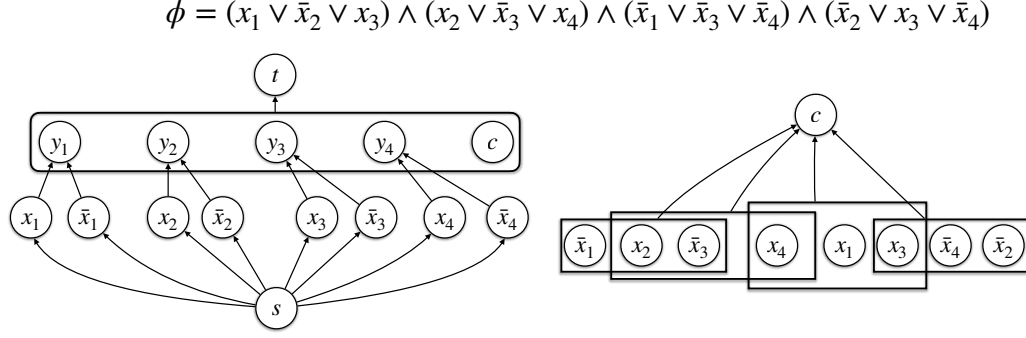 ϕ = (x₁ ∨ x̄₂ ∨ x₃) ∧ (x₂ ∨ x̄₃ ∨ x₄) ∧ (x̄₁ ∨ x̄₃ ∨ x̄₄) ∧ (x̄₂ ∨ x₃ ∨ x̄₄)
t
y₁ y₂ y₃ y₄ c
x₁ x̄₁ x₂ x̄₂ x₃ x̄₃ x₄ x̄₄
s
c
x̄₁ x₂ x̄₃ x₄ x₁ x₃ x̄₄ x̄₂